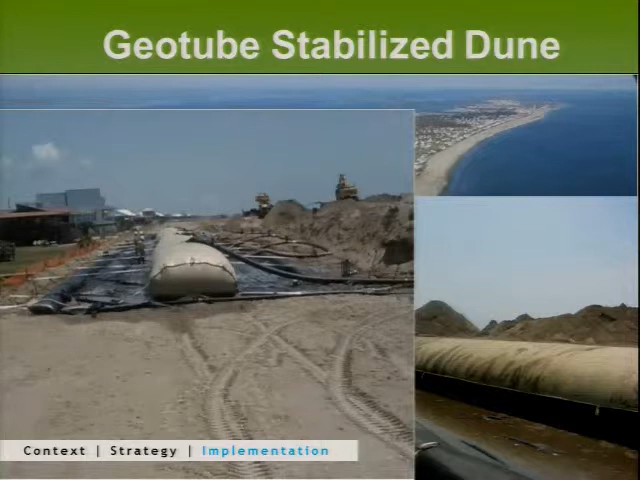 Geotube Stabilized Dune
Context | Strategy | Implementation